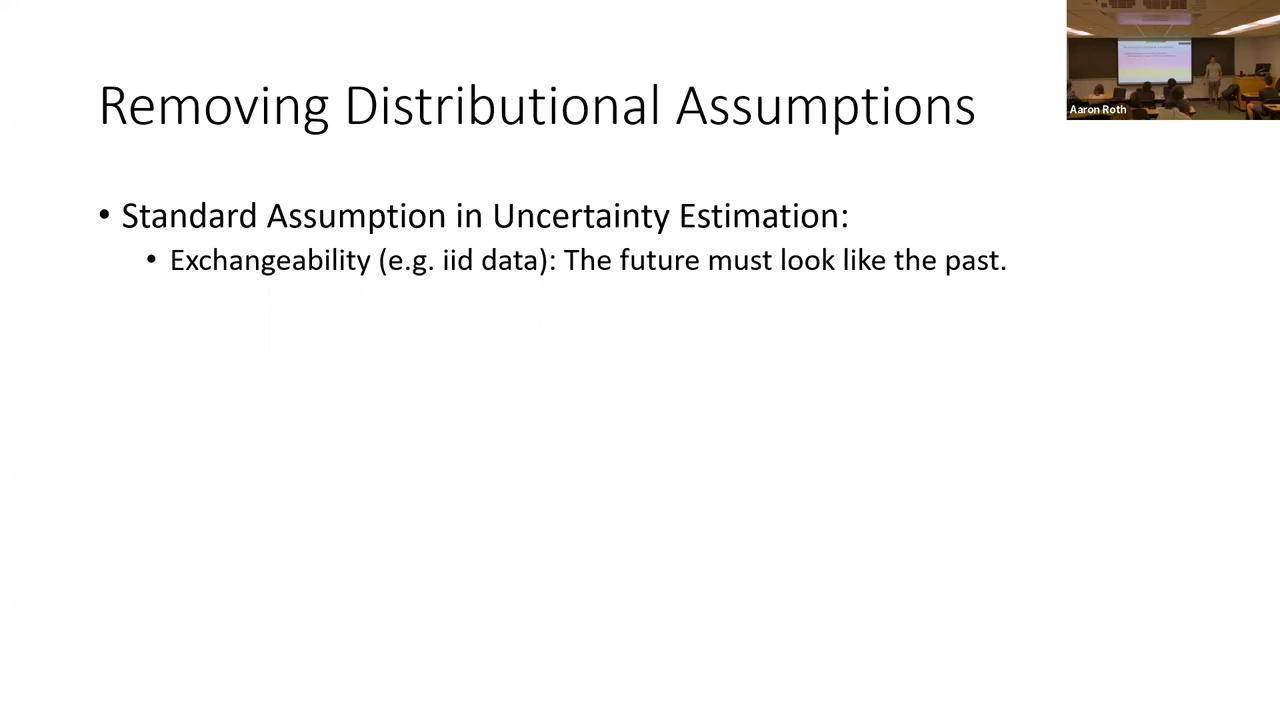 Removing Distributional Assumptions
• Standard Assumption in Uncertainty Estimation:
• Exchangeability (e.g. iid data): The future must look like the past.
Aaron Roth